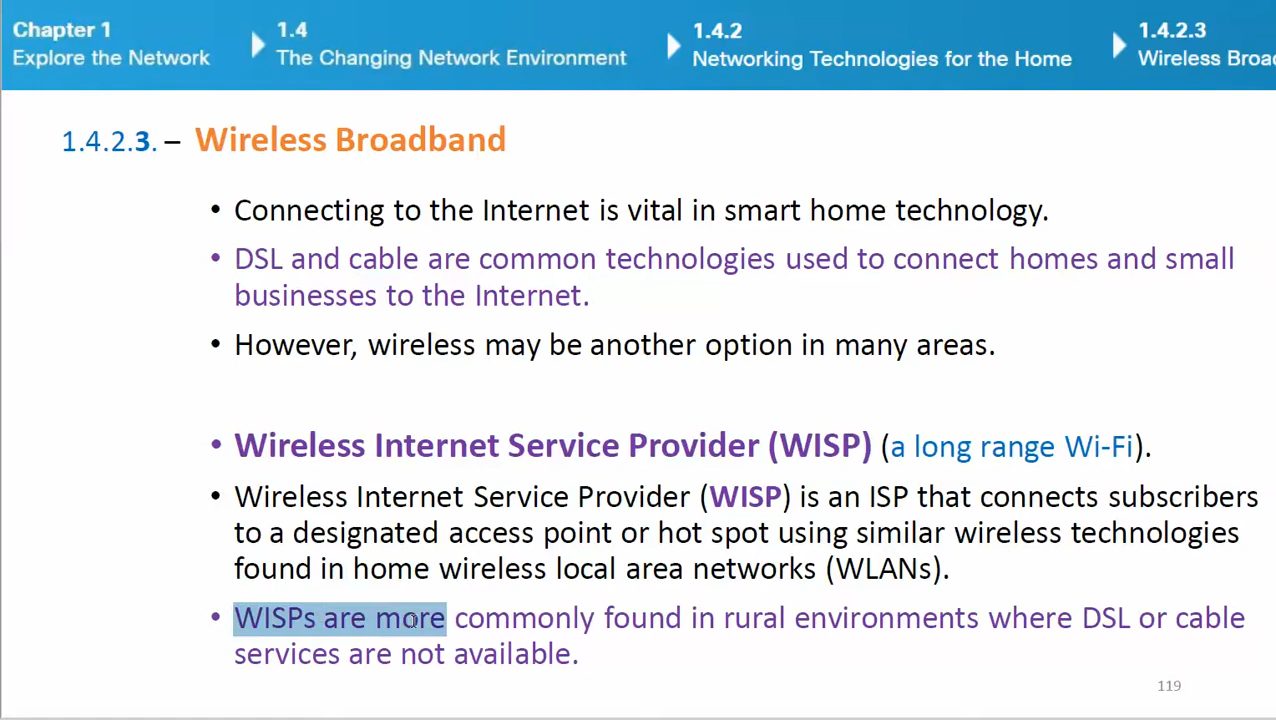 Chapter 1
Explore the Network
1.4
The Changing Network Environment
1.4.2
Networking Technologies for the Home
1.4.2.3
Wireless Broa
1.4.2.3. – Wireless Broadband
• Connecting to the Internet is vital in smart home technology.
• DSL and cable are common technologies used to connect homes and small
businesses to the Internet.
• However, wireless may be another option in many areas.
• Wireless Internet Service Provider (WISP) (a long range Wi-Fi).
• Wireless Internet Service Provider (WISP) is an ISP that connects subscribers
to a designated access point or hot spot using similar wireless technologies
found in home wireless local area networks (WLANs).
• WISPs are more commonly found in rural environments where DSL or cable
services are not available.
119